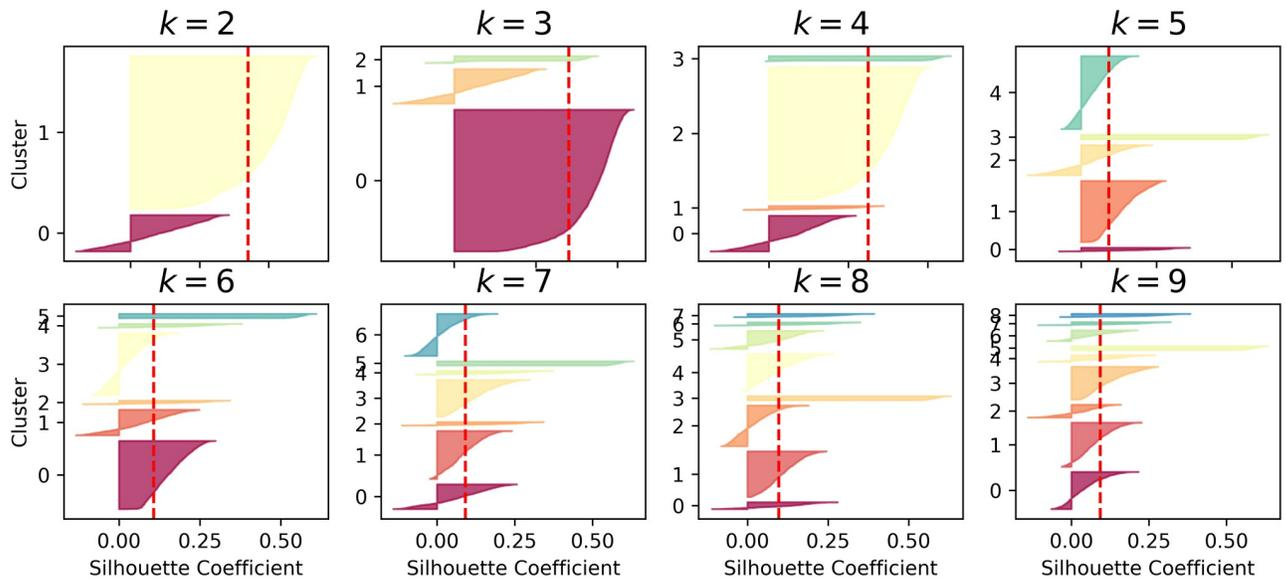 k = 2
k = 3
k = 4
k = 5
Cluster
1
0
2
1
0
3
2
1
0
4
3
2
1
0
k = 6
k = 7
k = 8
k = 9
Cluster
5
4
3
2
1
0
6
5
4
3
2
1
0
7
6
5
4
3
2
1
0
8
7
6
5
4
3
2
1
0
0.00 0.25 0.50
0.00 0.25 0.50
0.00 0.25 0.50
0.00 0.25 0.50
Silhouette Coefficient
Silhouette Coefficient
Silhouette Coefficient
Silhouette Coefficient